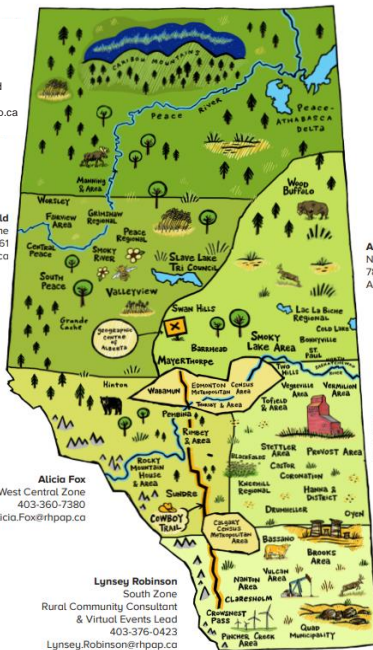 CARIBOU MOUNTAINS
Peace RIVER
Peace-
ATHABASCA
DELTA
Manning
& Area
Wood
Buffalo
Worsley
Fairview
Area
Grimshaw
Regional
Peace
Regional
Central
Peace
Smoky
River
South
Peace
Valleyview
Slave Lake
Tri Council
Grande
Cache
geographic
center
of
Alberta
Swan Hills
Barrhead
Mayerthorpe
Smoky
Lake Area
Lac La Biche
Regional
Cold Lake
Bonnyville
St.
Paul
NORTH
SASKATCHEWAN
RIVER
Two
Hills
Vegreville
Area
Vermilion
Area
Hinton
Wabamun
Edmonton Census
Metropolitan Area
Tofield
& Area
Pembina
Rimbey
& Area
Rocky
Mountain
House
& Area
Sundre
COWBOY
TRAIL
Stettler
Area
Provost Area
Castor
Coronation
Kneehill
Regional
Hanna &
District
Drumheller
Oyen
Calgary
Census
Metropolitan
Area
Bassano
Brooks
Area
Vulcan
Area
Nanton
Area
Claresholm
Crowsnest
Pass
Pincher Creek
Area
Quad
Municipality
Alicia Fox
West Central Zone
403-360-7380
icia.Fox@rhpap.ca
Lynsey Robinson
South Zone
Rural Community Consultant
& Virtual Events Lead
403-376-0423
Lynsey.Robinson@rhpap.ca